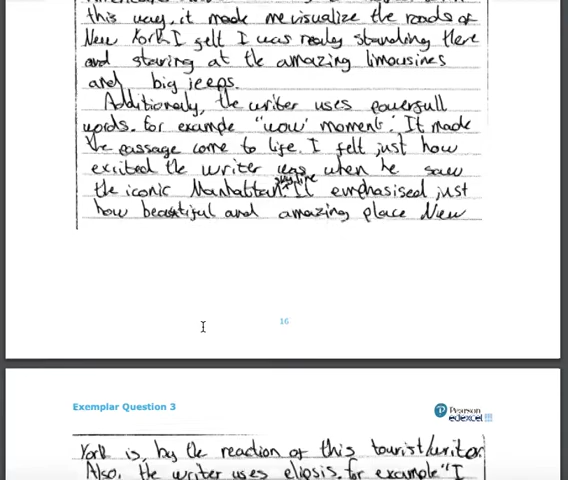 this way, it made me visualize the roads of
New York. I felt I was really standing there
and staring at the amazing limousines
and big jeeps.
Additionaly, the writer uses powerfull
words. for example "'wow' moment'. It made
the passage come to life. I felt just how
excited the writer was when he saw
the iconic Manhattan skyline. It emphasised just
how beautiful and amazing place New
16
Exemplar Question 3
Pearson
edexcel
York is, by the reaction of this tourist/writer.
Also, the writer uses elipsis. for example "I